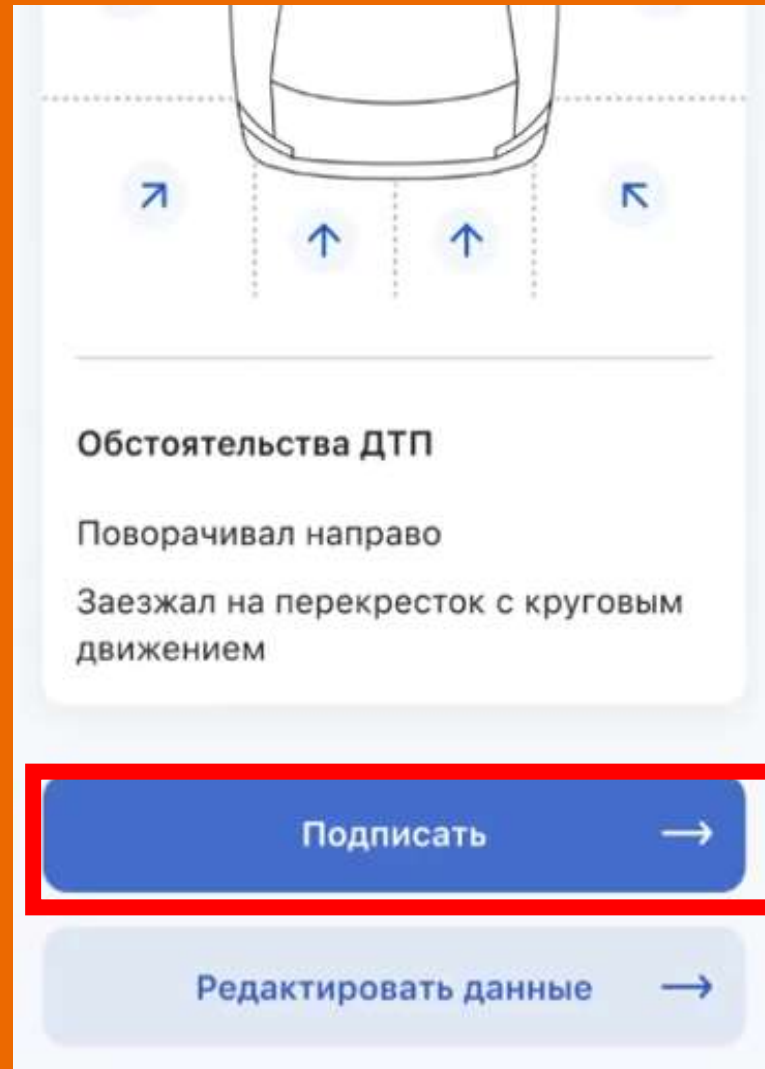 Обстоятельства ДТП
Поворачивал направо
Заезжал на перекресток с круговым
движением
Подписать
Редактировать данные